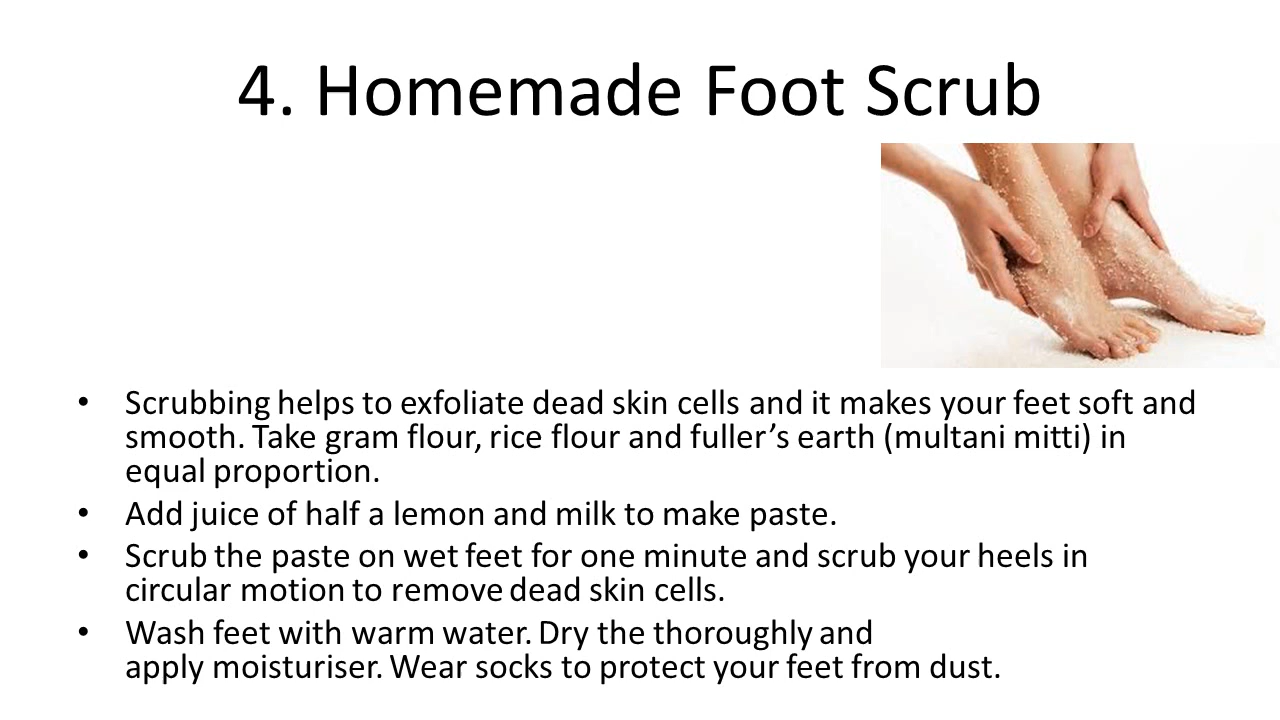 4. Homemade Foot Scrub
• Scrubbing helps to exfoliate dead skin cells and it makes your feet soft and
smooth. Take gram flour, rice flour and fuller’s earth (multani mitti) in
equal proportion.
• Add juice of half a lemon and milk to make paste.
• Scrub the paste on wet feet for one minute and scrub your heels in
circular motion to remove dead skin cells.
• Wash feet with warm water. Dry the thoroughly and
apply moisturiser. Wear socks to protect your feet from dust.